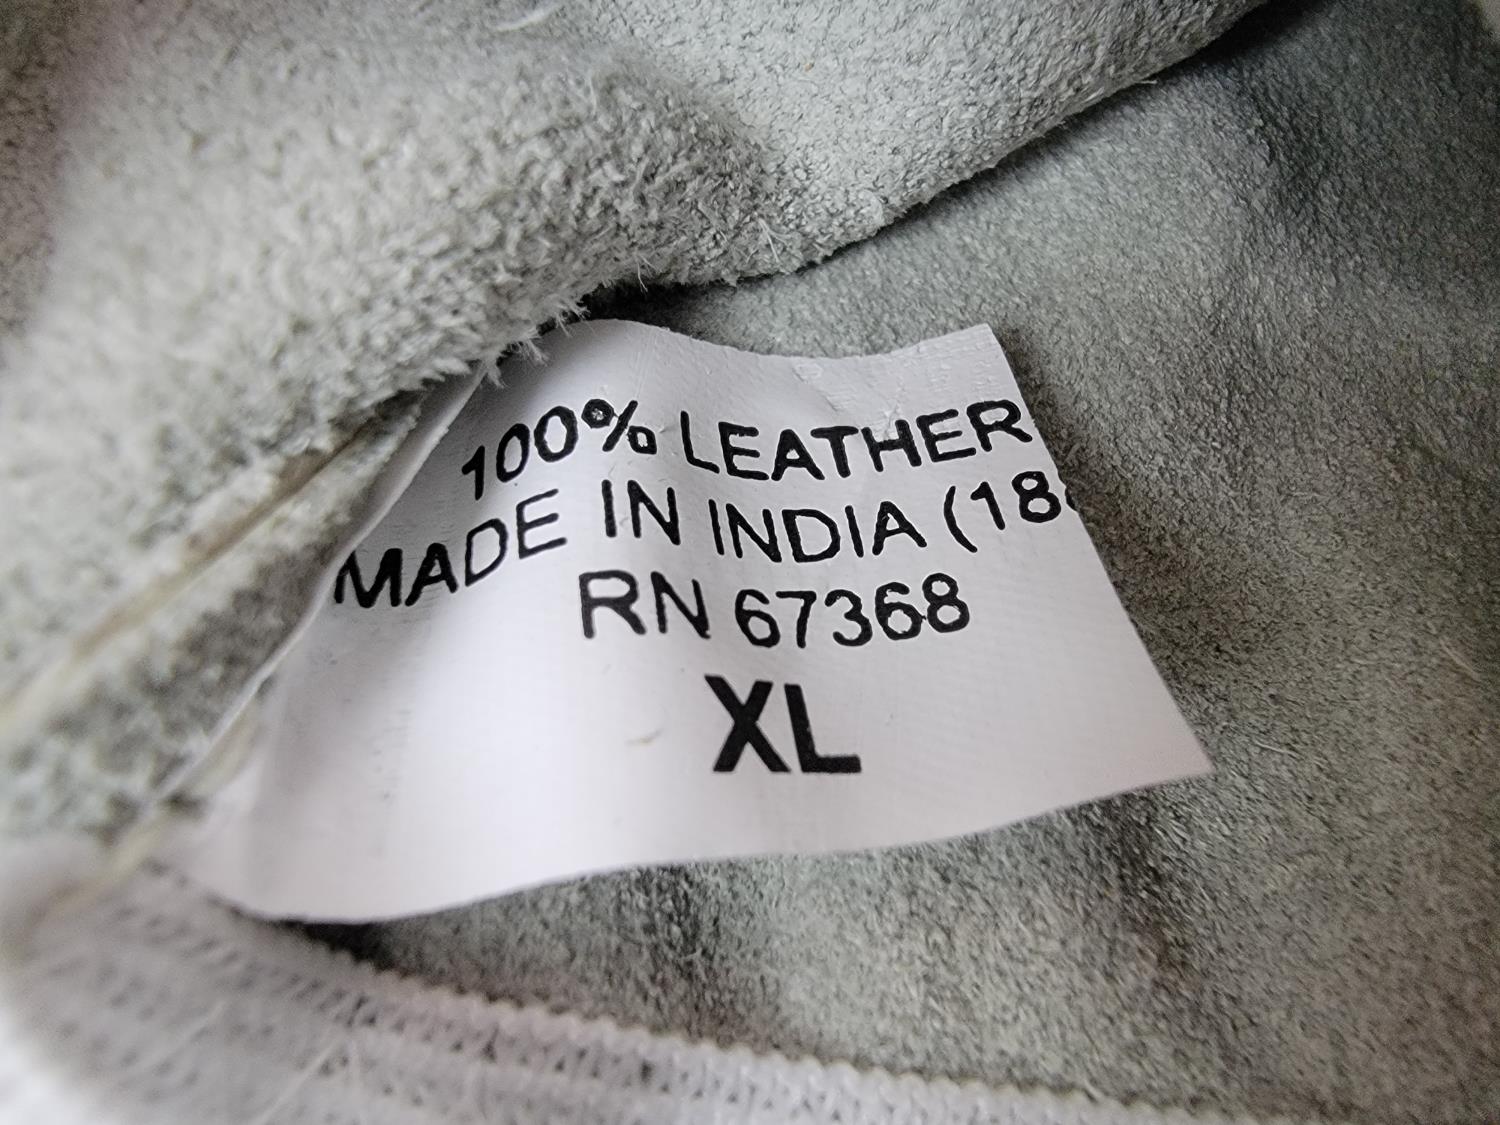 100% LEATHER
MADE IN INDIA (18
RN 67368
XL